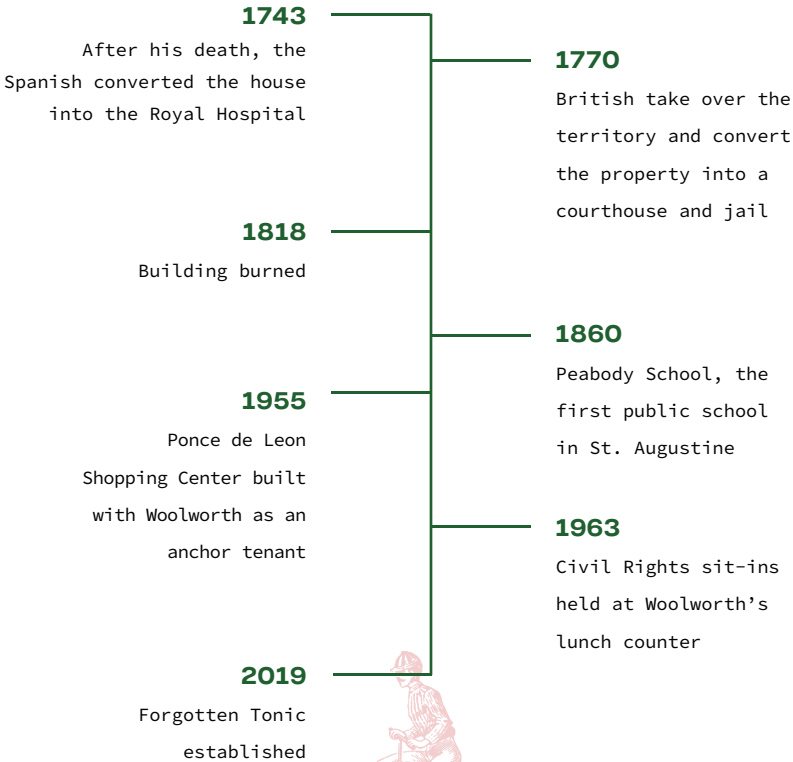 1743
After his death, the
Spanish converted the house
into the Royal Hospital
1770
British take over the
territory and convert
the property into a
courthouse and jail
1818
Building burned
1860
Peabody School, the
first public school
in St. Augustine
1955
Ponce de Leon
Shopping Center built
with Woolworth as an
anchor tenant
1963
Civil Rights sit-ins
held at Woolworth’s
lunch counter
2019
Forgotten Tonic
established